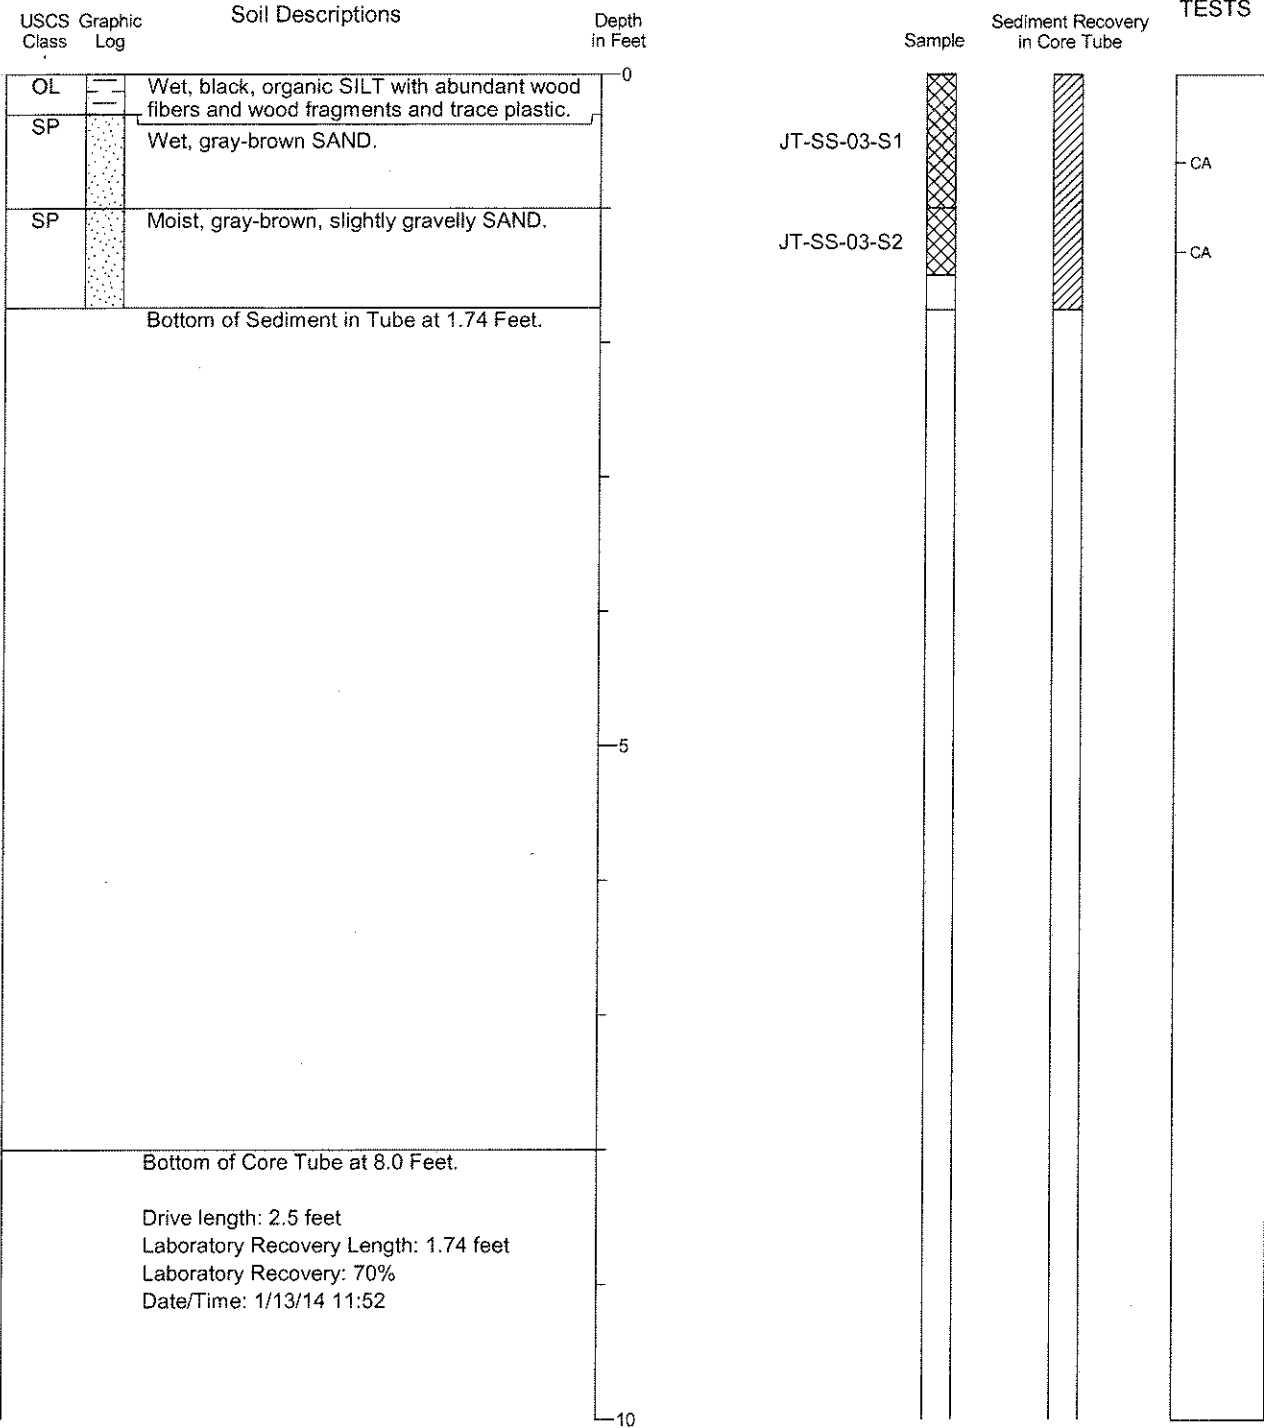 Soil Descriptions
USCS Class
Graphic Log
Depth in Feet
Sample
Sediment Recovery in Core Tube
TESTS
0
OL
Wet, black, organic SILT with abundant wood
fibers and wood fragments and trace plastic.
SP
Wet, gray-brown SAND.
JT-SS-03-S1
CA
SP
Moist, gray-brown, slightly gravelly SAND.
JT-SS-03-S2
CA
Bottom of Sediment in Tube at 1.74 Feet.
5
Bottom of Core Tube at 8.0 Feet.
Drive length: 2.5 feet
Laboratory Recovery Length: 1.74 feet
Laboratory Recovery: 70%
Date/Time: 1/13/14 11:52
10